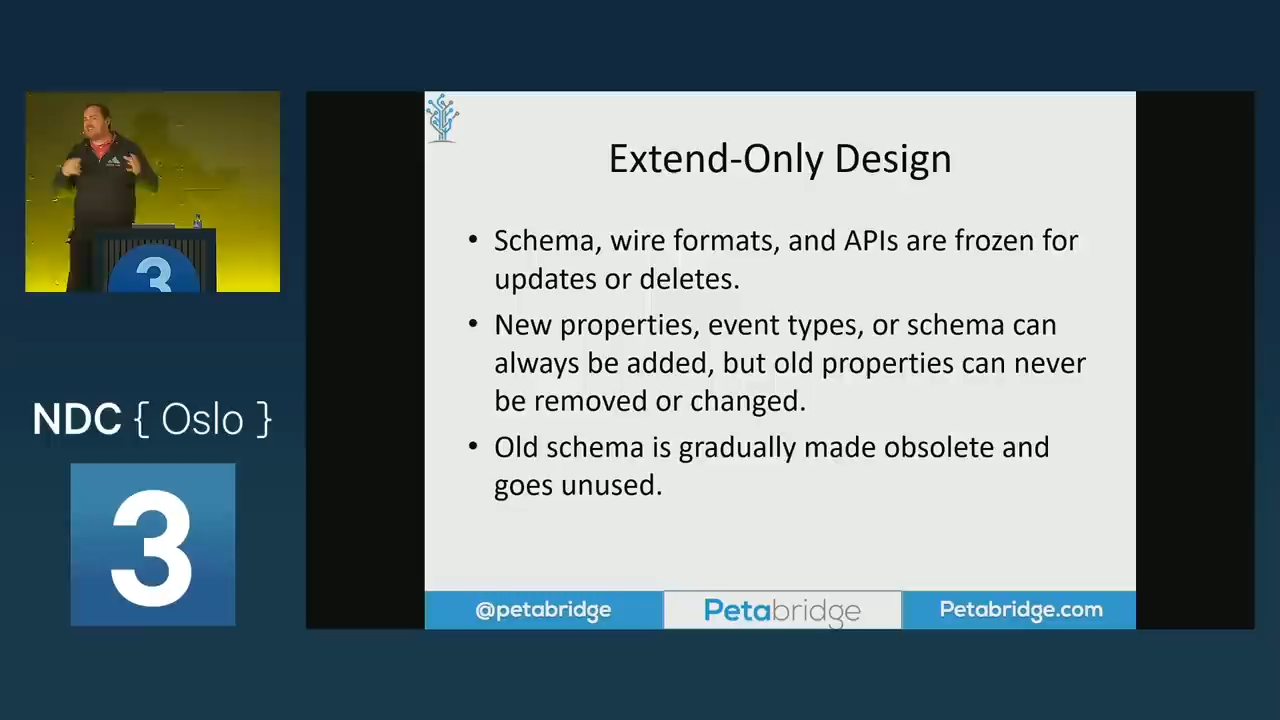 3
NDC { Oslo }
3
Extend-Only Design
• Schema, wire formats, and APIs are frozen for
updates or deletes.
• New properties, event types, or schema can
always be added, but old properties can never
be removed or changed.
• Old schema is gradually made obsolete and
goes unused.
@petabridge
Petabridge
Petabridge.com